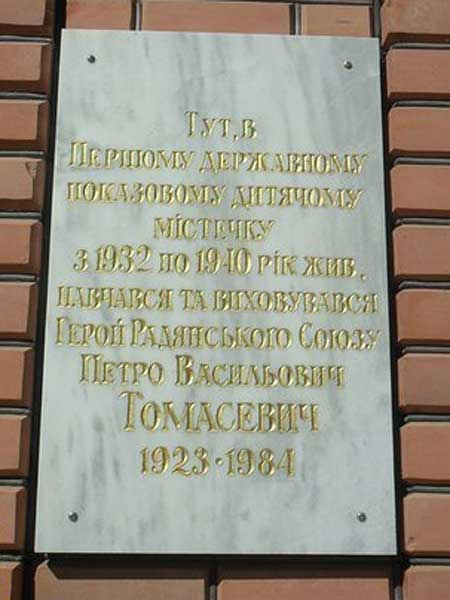 Тут, в
Першому державному
показовому дитячому
містечку
з 1932 по 1940 рік жив,
навчався та виховувався
Герой Радянського Союзу
Петро Васильович
Томасевич
1923·1984